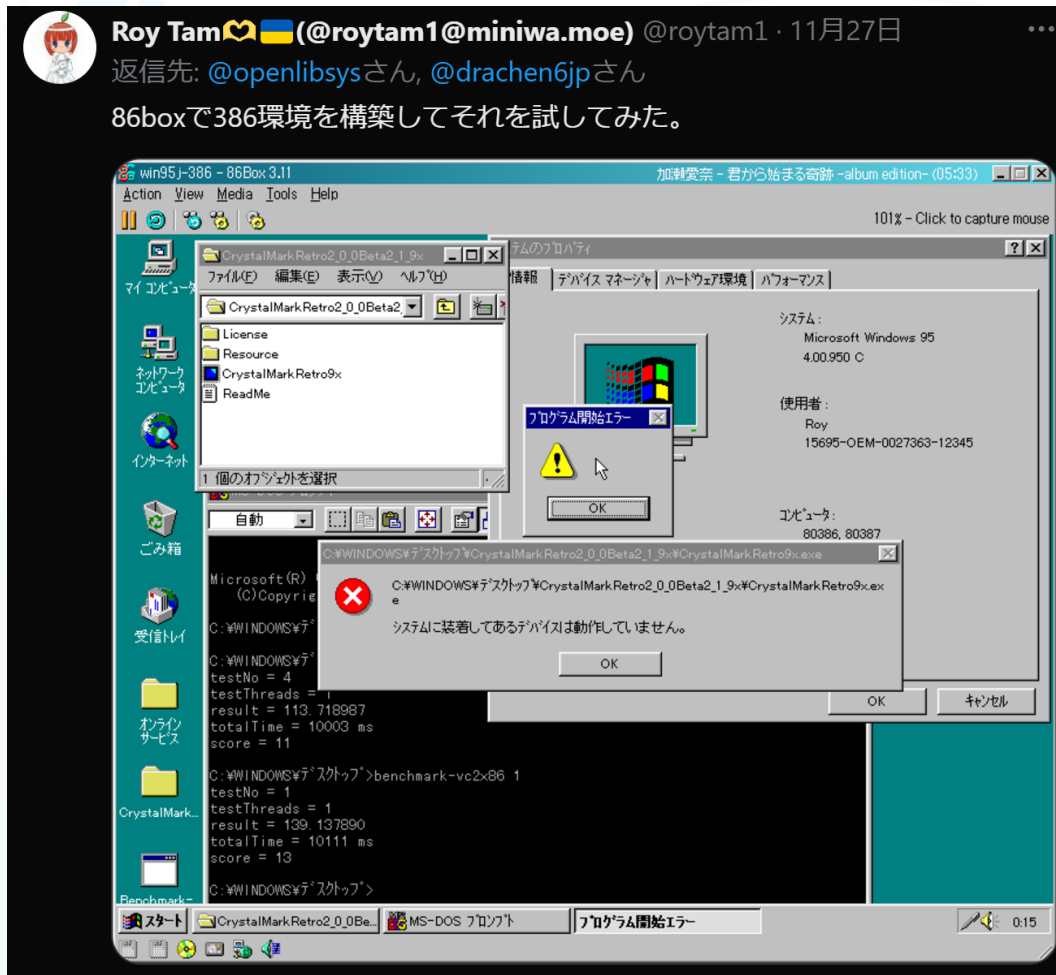 Roy Tam🫶🇺🇦(@roytam1@miniwa.moe) @roytam1 · 11月27日
返信先: @openlibsysさん, @drachen6jpさん
86boxで386環境を構築してそれを試してみた。
win95j-386 - 86Box 3.11
加瀬愛奈 - 君から始まる奇跡 -album edition- (05:33)
Action View Media Tools Help
101% - Click to capture mouse
マイ コンピュータ
ネットワーク
コンピュータ
インターネット
ごみ箱
受信トレイ
オンライン
サービス
CrystalMark...
Benchmark-
CrystalMarkRetro2_0_0Beta2_1_9x
ファイル(F) 編集(E) 表示(V) ヘルプ(H)
CrystalMarkRetro2_0_0Beta2_
License
Resource
CrystalMarkRetro9x
ReadMe
1 個のオブジェクトを選択
テムのプロパティ
情報 デバイス マネージャ ハードウェア環境 パフォーマンス
システム :
Microsoft Windows 95
4.00.950 C
使用者 :
Roy
15695-OEM-0027363-12345
コンピュータ :
80386, 80387
OK キャンセル
プログラム開始エラー
OK
C:¥WINDOWS¥デスクトップ¥CrystalMarkRetro2_0_0Beta2_1_9x¥CrystalMarkRetro9x.exe
C:¥WINDOWS¥デスクトップ¥CrystalMarkRetro2_0_0Beta2_1_9x¥CrystalMarkRetro9x.ex
e
システムに装着してあるデバイスは動作していません。
OK
MS-DOS プロンプト
自動
Microsoft(R)
(C)Copyrig
C:¥WINDOWS¥デ
C:¥WINDOWS¥デ
testNo = 4
testThreads = 1
result = 113.718987
totalTime = 10003 ms
score = 11
C:¥WINDOWS¥デスクトップ>benchmark-vc2x86 1
testNo = 1
testThreads = 1
result = 139.137890
totalTime = 10111 ms
score = 13
C:¥WINDOWS¥デスクトップ>
スタート CrystalMarkRetro2_0_0Be... MS-DOS プロンプト プログラム開始エラー 0:15